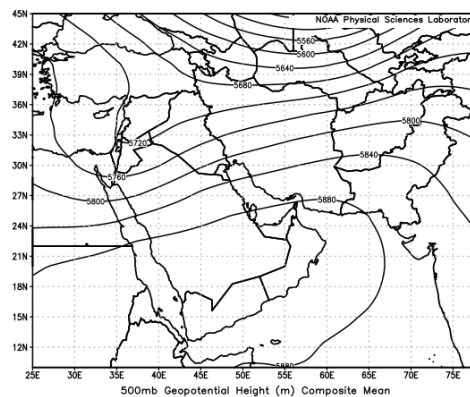 NOAA Physical Sciences Laborator
45N
42N
39N
36N
33N
30N
27N
24N
21N
18N
15N
12N
5560
5600
5640
5680
5720
5760
5800
5800
5840
5880
5880
25E 30E 35E 40E 45E 50E 55E 60E 65E 70E 75E
500mb Geopotential Height (m) Composite Mean